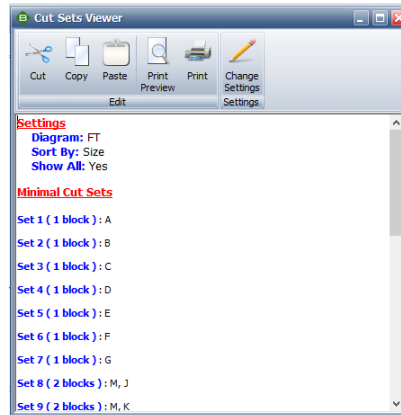 Cut Sets Viewer
Cut Copy Paste Print Preview Print Change Settings
Edit Settings
Settings
Diagram: FT
Sort By: Size
Show All: Yes
Minimal Cut Sets
Set 1 ( 1 block ) : A
Set 2 ( 1 block ) : B
Set 3 ( 1 block ) : C
Set 4 ( 1 block ) : D
Set 5 ( 1 block ) : E
Set 6 ( 1 block ) : F
Set 7 ( 1 block ) : G
Set 8 ( 2 blocks ) : M, J
Set 9 ( 2 blocks ) : M, K